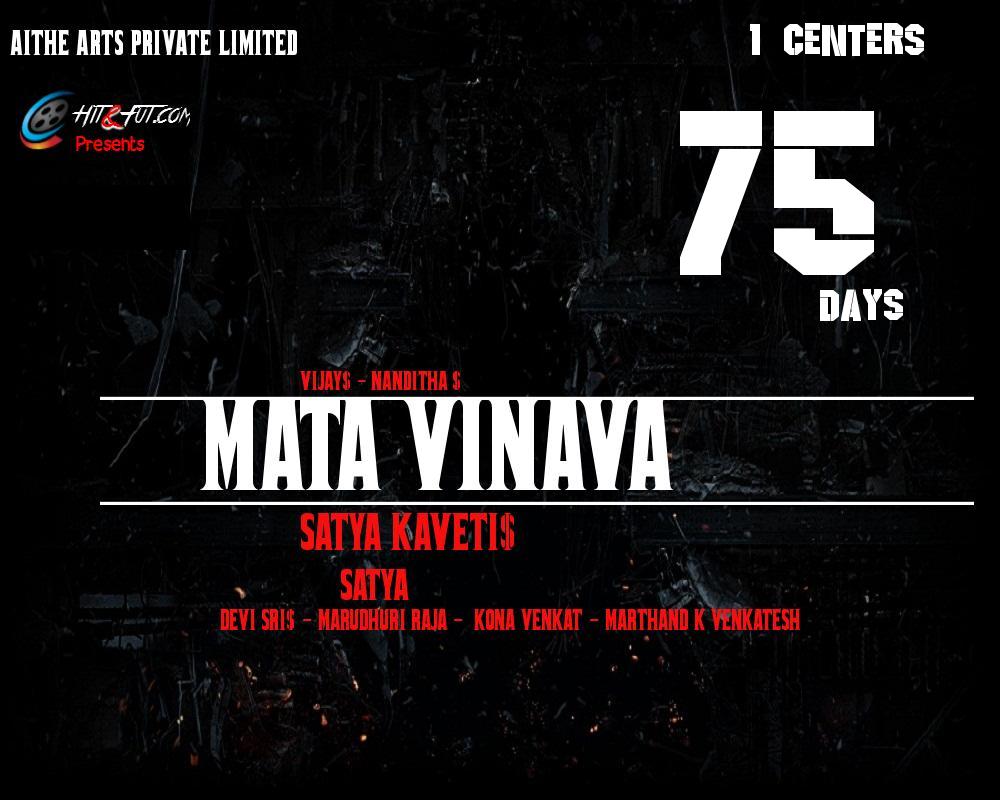 AITHE ARTS PRIVATE LIMITED
1 CENTERS
HIT&FUT.COM
Presents
75
DAYS
VIJAY$ - NANDITHA $
MATA VINAVA
SATYA KAVETI$
SATYA
DEVI SRI$ - MARUDHURI RAJA - KONA VENKAT - MARTHAND K VENKATESH